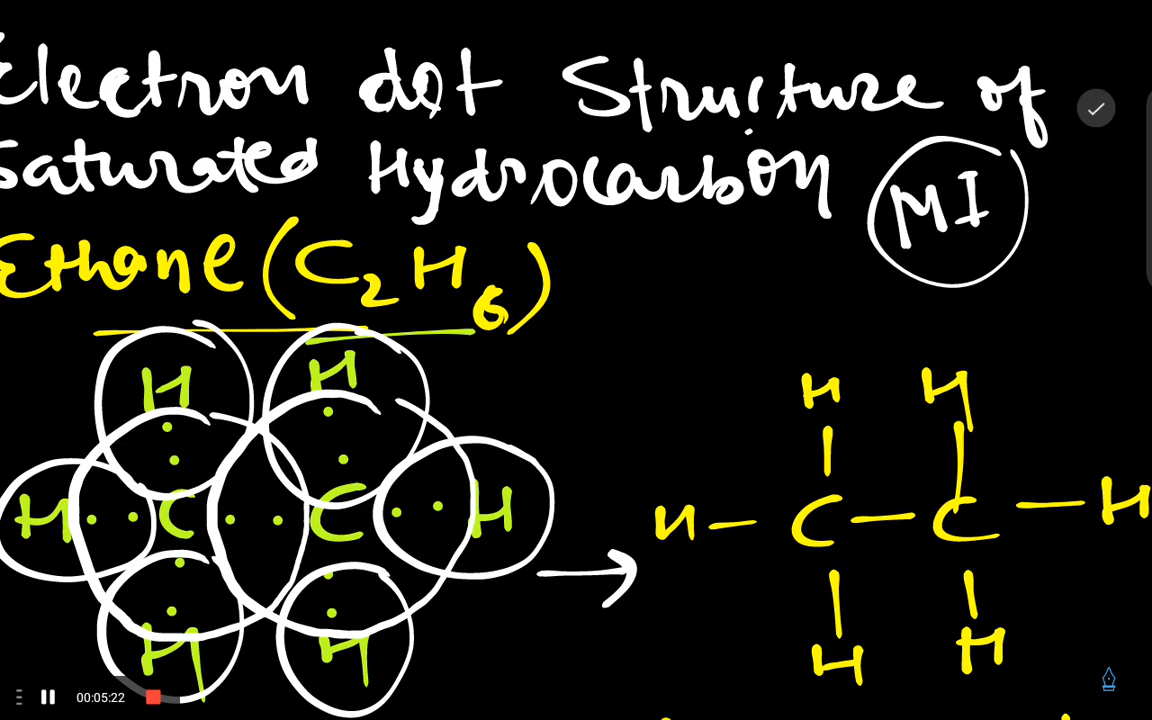 Electron dot Structure of
Saturated Hydrocarbon MI
Ethane (C2H6)
H H H H
H C C H H C C H
H H H H
00:05:22